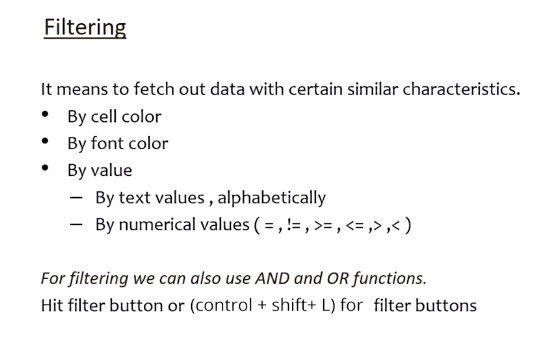 Filtering
It means to fetch out data with certain similar characteristics.
• By cell color
• By font color
• By value
– By text values , alphabetically
– By numerical values ( = , != , >= , <= ,> ,< )
For filtering we can also use AND and OR functions.
Hit filter button or (control + shift+ L) for filter buttons